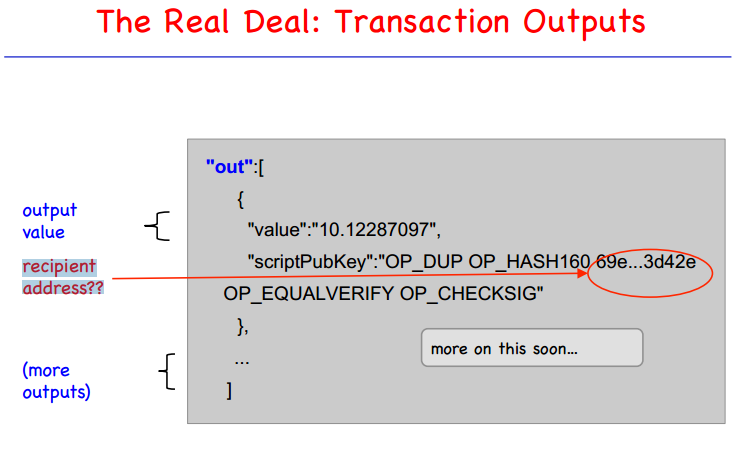 The Real Deal: Transaction Outputs
"out":[
{
output
value
"value":"10.12287097",
recipient
address??
"scriptPubKey":"OP_DUP OP_HASH160 69e...3d42e
OP_EQUALVERIFY OP_CHECKSIG"
},
more on this soon...
(more
outputs)
...
]